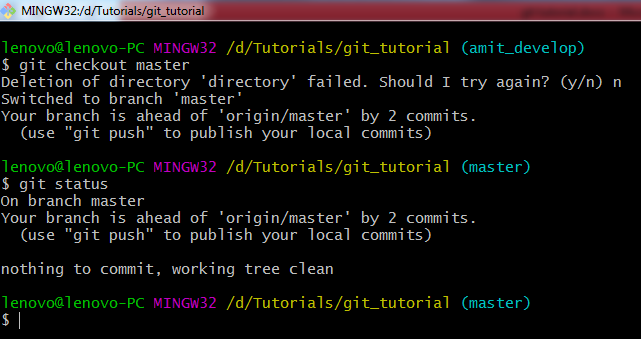 MINGW32:/d/Tutorials/git_tutorial
lenovo@lenovo-PC MINGW32 /d/Tutorials/git_tutorial (amit_develop)
$ git checkout master
Deletion of directory 'directory' failed. Should I try again? (y/n) n
Switched to branch 'master'
Your branch is ahead of 'origin/master' by 2 commits.
  (use "git push" to publish your local commits)
lenovo@lenovo-PC MINGW32 /d/Tutorials/git_tutorial (master)
$ git status
On branch master
Your branch is ahead of 'origin/master' by 2 commits.
  (use "git push" to publish your local commits)
nothing to commit, working tree clean
lenovo@lenovo-PC MINGW32 /d/Tutorials/git_tutorial (master)
$